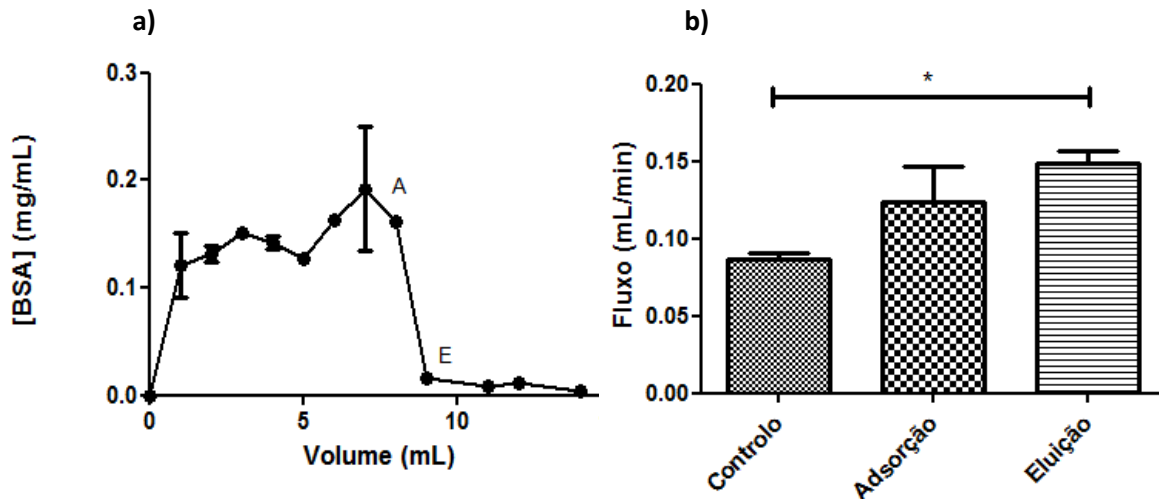 a)
[BSA] (mg/mL)
0.3
0.2
0.1
0.0
A
E
0
5
10
Volume (mL)
b)
Fluxo (mL/min)
0.20
0.15
0.10
0.05
0.00
*
Controlo
Adsorção
Eluição